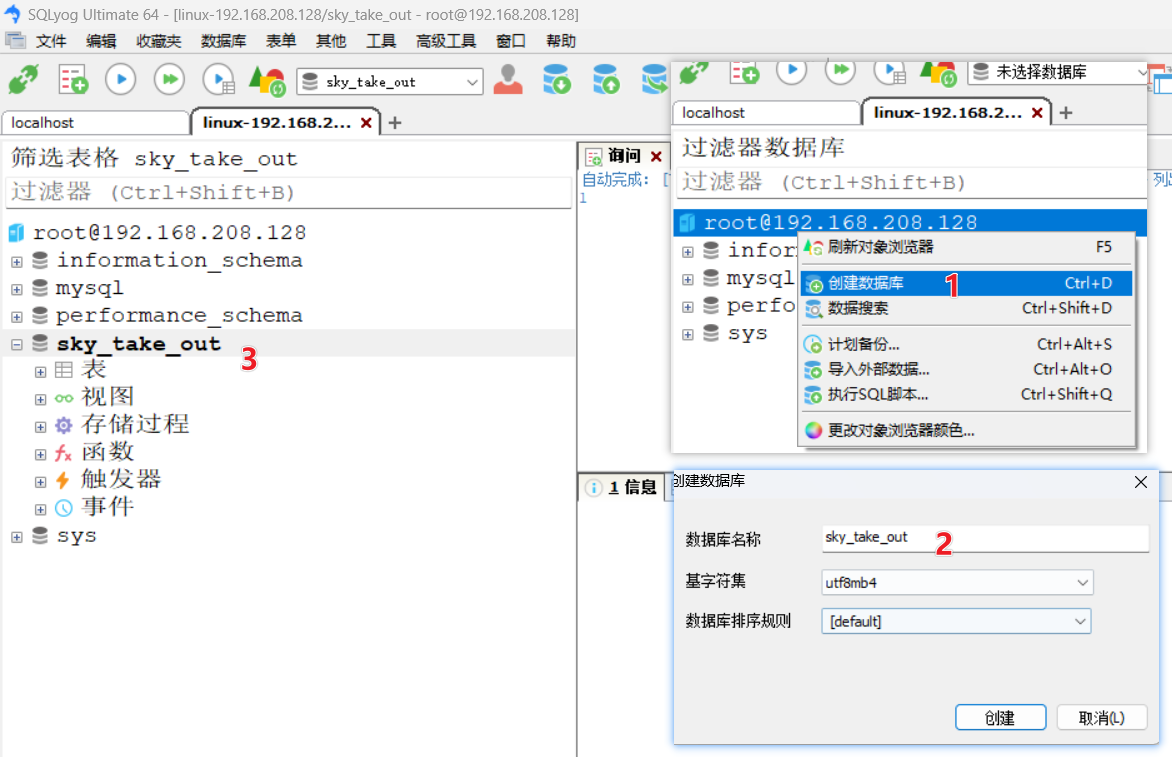 SQLyog Ultimate 64 - [linux-192.168.208.128/sky_take_out - root@192.168.208.128]
文件 编辑 收藏夹 数据库 表单 其他 工具 高级工具 窗口 帮助
sky_take_out
localhost
linux-192.168.2...
筛选表格 sky_take_out
过滤器 (Ctrl+Shift+B)
root@192.168.208.128
information_schema
mysql
performance_schema
sky_take_out
3
表
视图
存储过程
函数
触发器
事件
sys
询问
自动完成: [
列出
1
1 信息
未选择数据库
localhost
linux-192.168.2...
过滤器数据库
过滤器 (Ctrl+Shift+B)
root@192.168.208.128
infor
mysql
perfo
sys
刷新对象浏览器 F5
创建数据库 1 Ctrl+D
数据搜索 Ctrl+Shift+D
计划备份... Ctrl+Alt+S
导入外部数据... Ctrl+Alt+O
执行SQL脚本... Ctrl+Shift+Q
更改对象浏览器颜色...
创建数据库
数据库名称 sky_take_out 2
基字符集 utf8mb4
数据库排序规则 [default]
创建 取消(L)